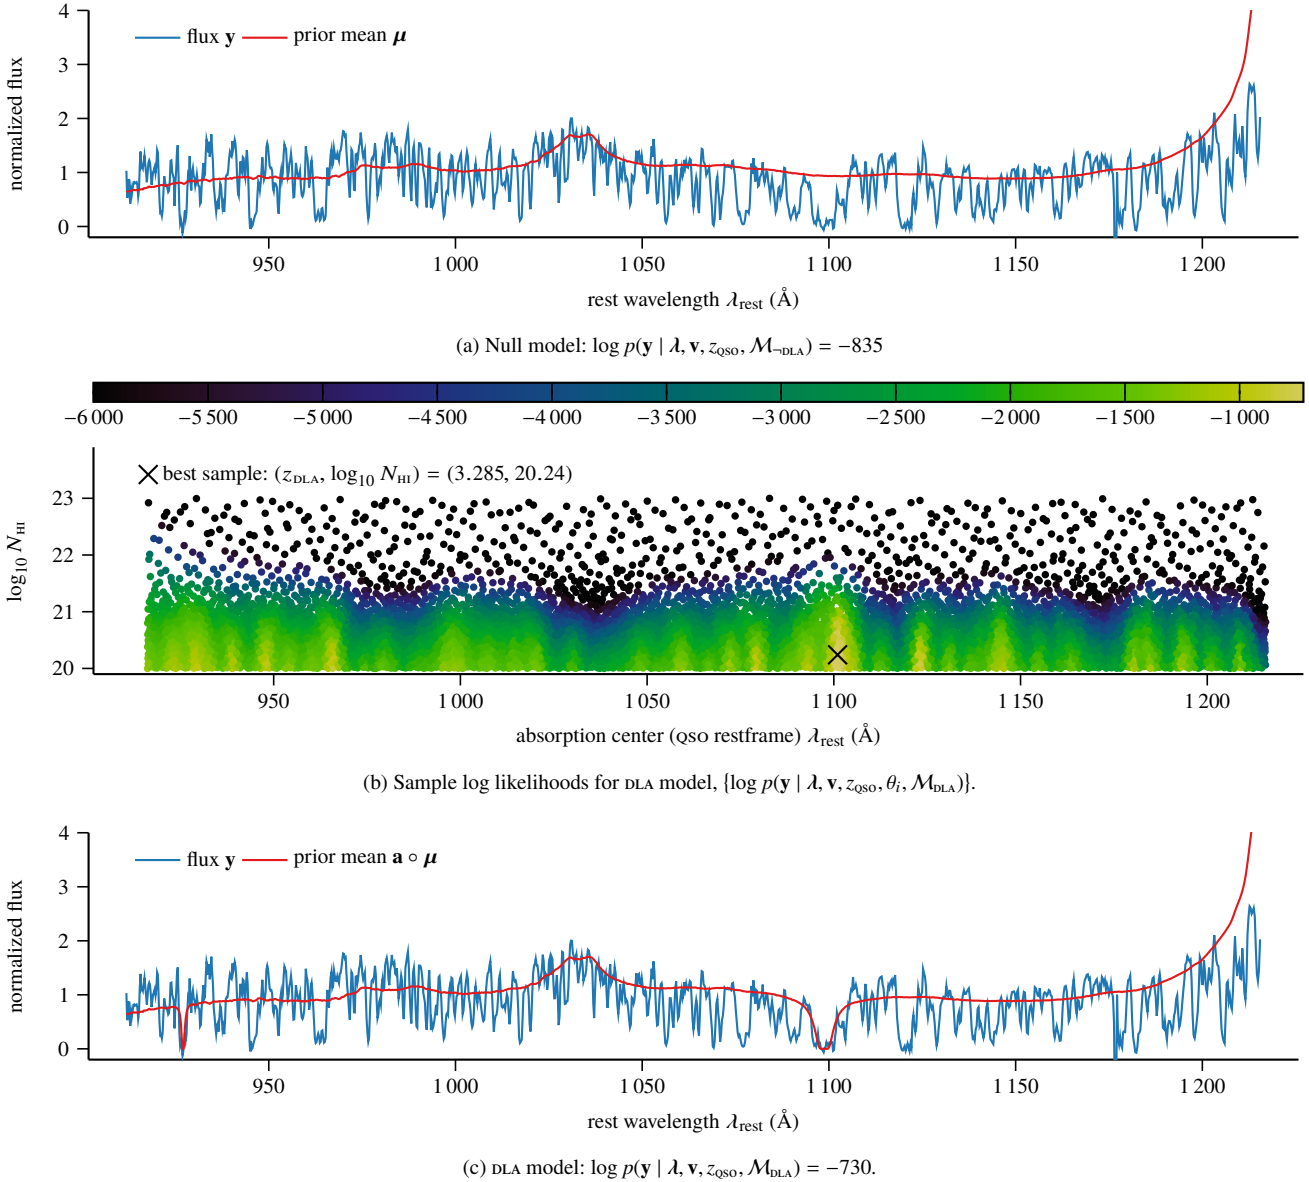 4
3
2
1
0
normalized flux
flux y
prior mean μ
950 1 000 1 050 1 100 1 150 1 200
rest wavelength λrest (Å)
(a) Null model: log p(y | λ, v, zQSO, M¬DLA) = −835
−6 000 −5 500 −5 000 −4 500 −4 000 −3 500 −3 000 −2 500 −2 000 −1 500 −1 000
best sample: (zDLA, log10 NHI) = (3.285, 20.24)
23
22
21
20
log10 NHI
950 1 000 1 050 1 100 1 150 1 200
absorption center (QSO restframe) λrest (Å)
(b) Sample log likelihoods for DLA model, {log p(y | λ, v, zQSO, θi, MDLA)}.
4
3
2
1
0
normalized flux
flux y
prior mean a ∘ μ
950 1 000 1 050 1 100 1 150 1 200
rest wavelength λrest (Å)
(c) DLA model: log p(y | λ, v, zQSO, MDLA) = −730.